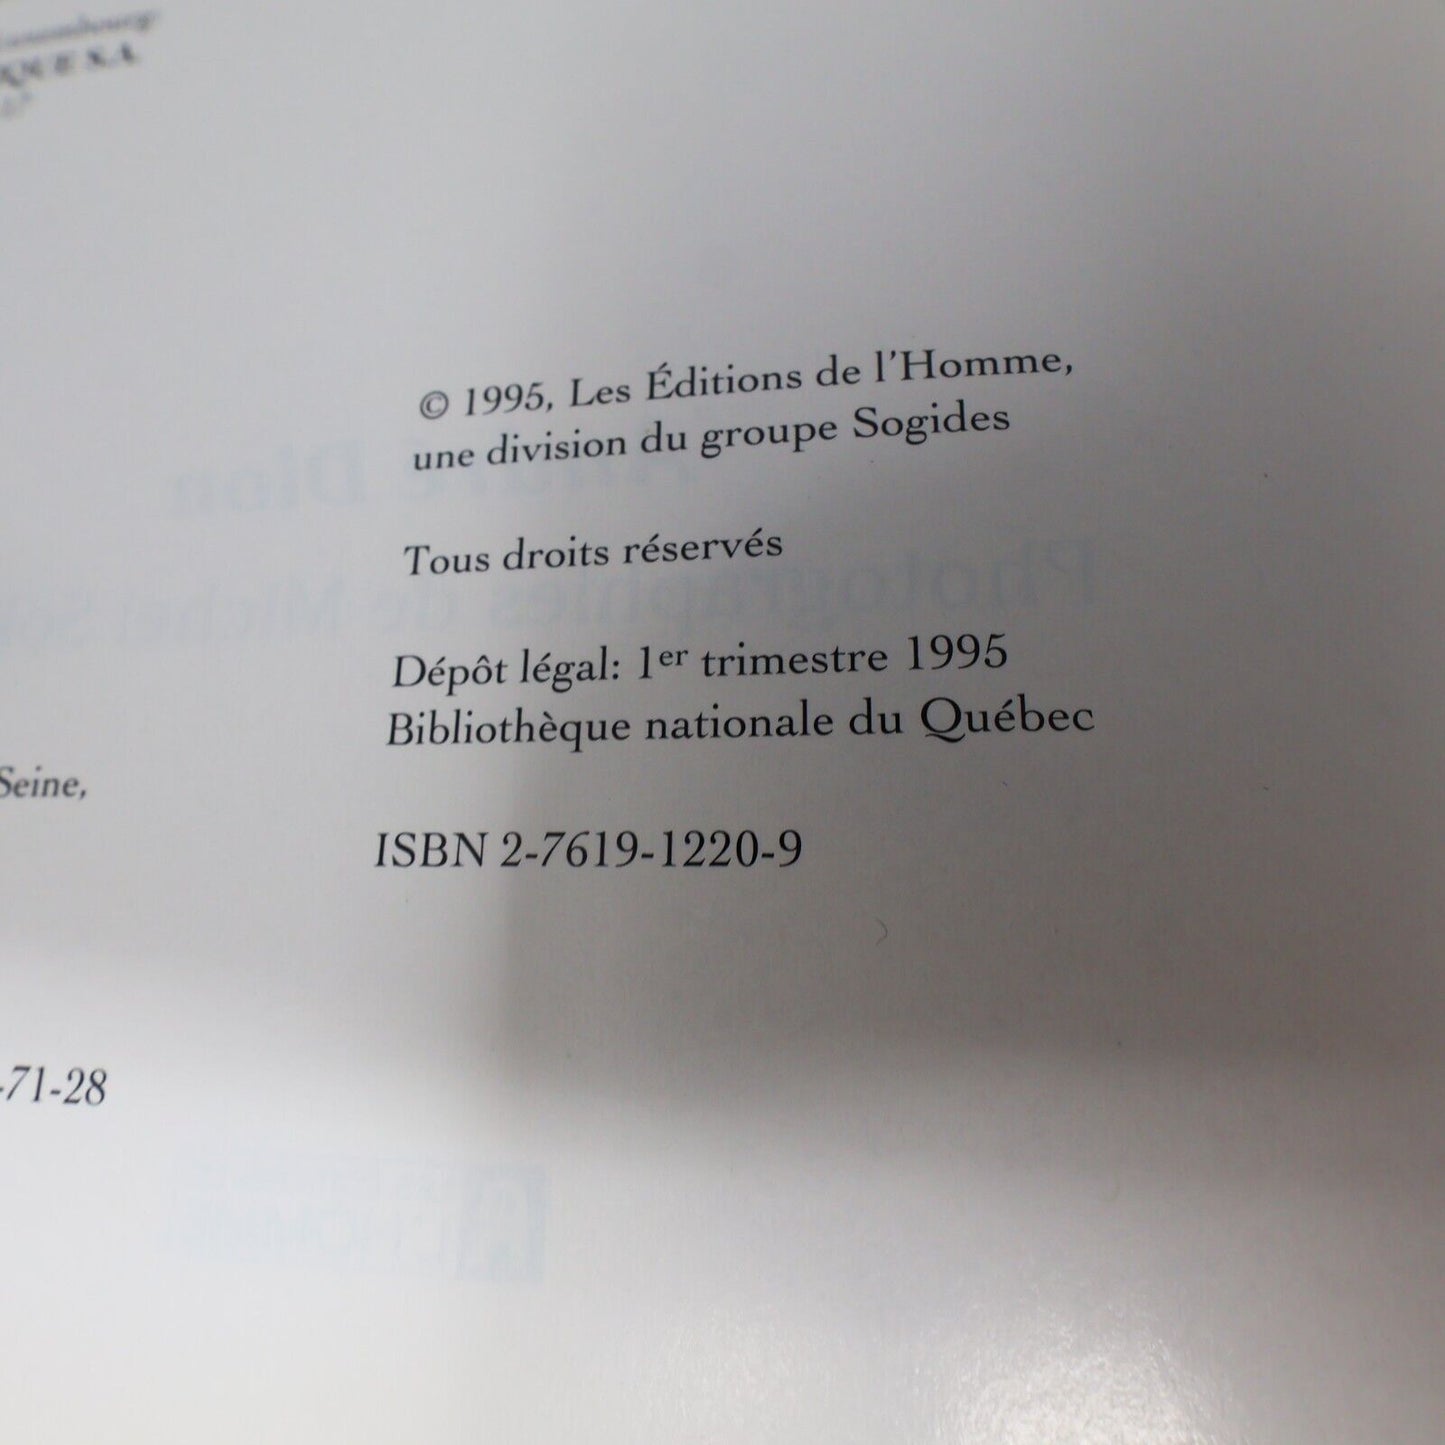 © 1995, Les Éditions de l'Homme,
une division du groupe Sogides
Tous droits réservés
Dépôt légal: 1er trimestre 1995
Bibliothèque nationale du Québec
Seine,
ISBN 2-7619-1220-9
-71-28